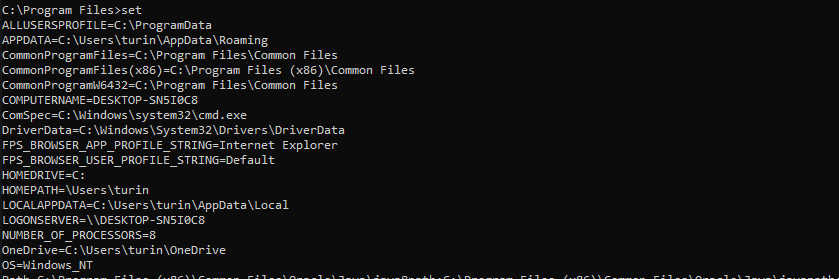 C:\Program Files>set
ALLUSERSPROFILE=C:\ProgramData
APPDATA=C:\Users\turin\AppData\Roaming
CommonProgramFiles=C:\Program Files\Common Files
CommonProgramFiles(x86)=C:\Program Files (x86)\Common Files
CommonProgramW6432=C:\Program Files\Common Files
COMPUTERNAME=DESKTOP-SN5I0C8
ComSpec=C:\Windows\system32\cmd.exe
DriverData=C:\Windows\System32\Drivers\DriverData
FPS_BROWSER_APP_PROFILE_STRING=Internet Explorer
FPS_BROWSER_USER_PROFILE_STRING=Default
HOMEDRIVE=C:
HOMEPATH=\Users\turin
LOCALAPPDATA=C:\Users\turin\AppData\Local
LOGONSERVER=\\DESKTOP-SN5I0C8
NUMBER_OF_PROCESSORS=8
OneDrive=C:\Users\turin\OneDrive
OS=Windows_NT